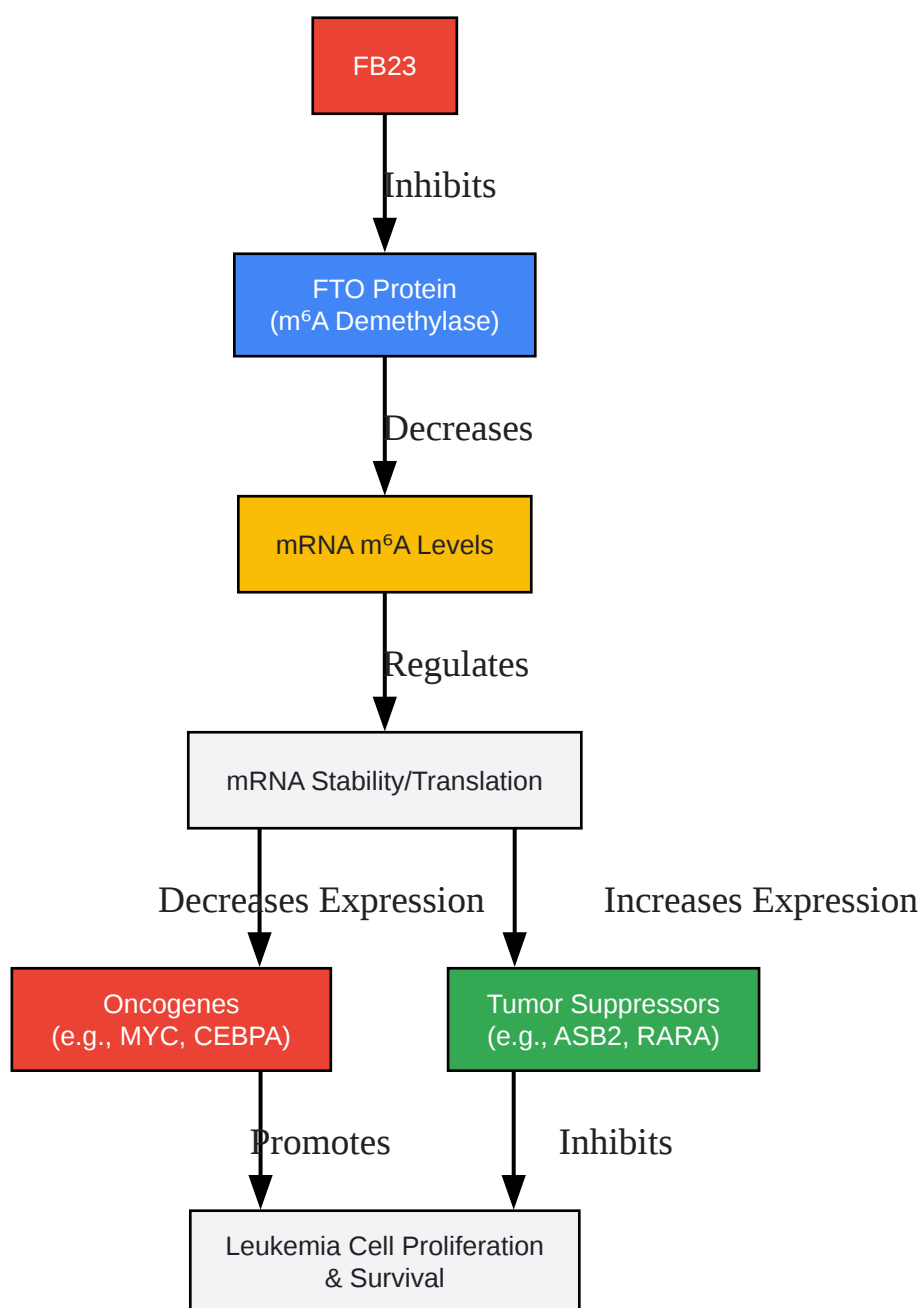 FB23
Inhibits
FTO Protein
(m⁶A Demethylase)
Decreases
mRNA m⁶A Levels
Regulates
mRNA Stability/Translation
Decreases Expression
Increases Expression
Oncogenes
(e.g., MYC, CEBPA)
Tumor Suppressors
(e.g., ASB2, RARA)
Promotes
Inhibits
Leukemia Cell Proliferation
& Survival